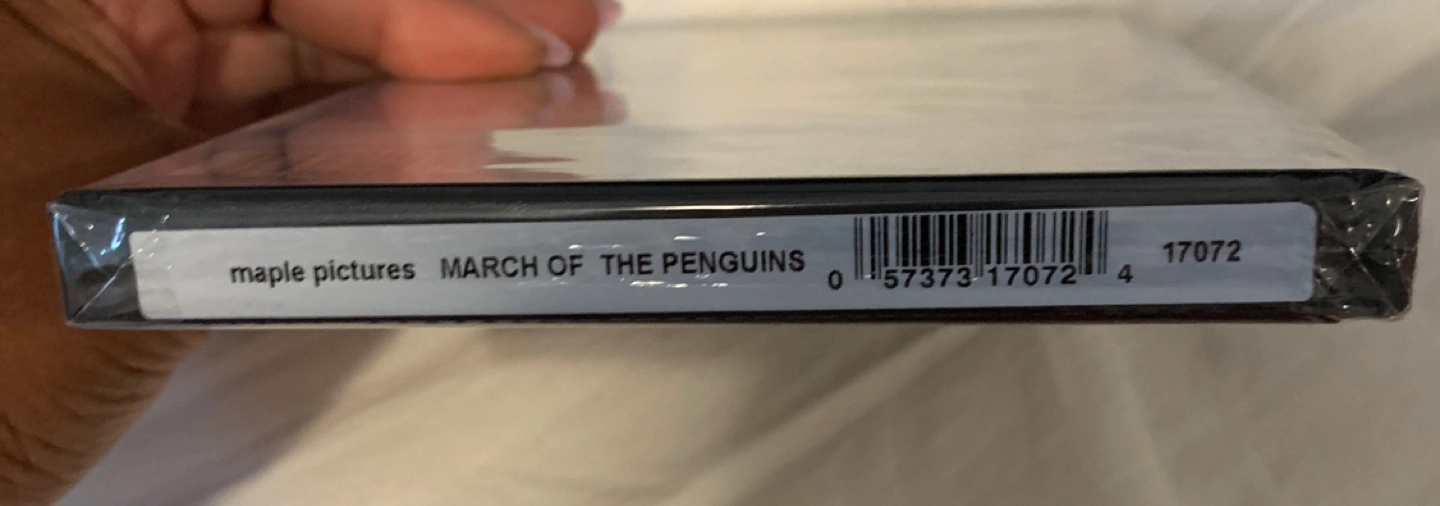 maple pictures MARCH OF THE PENGUINS 0 57373 17072 4 17072